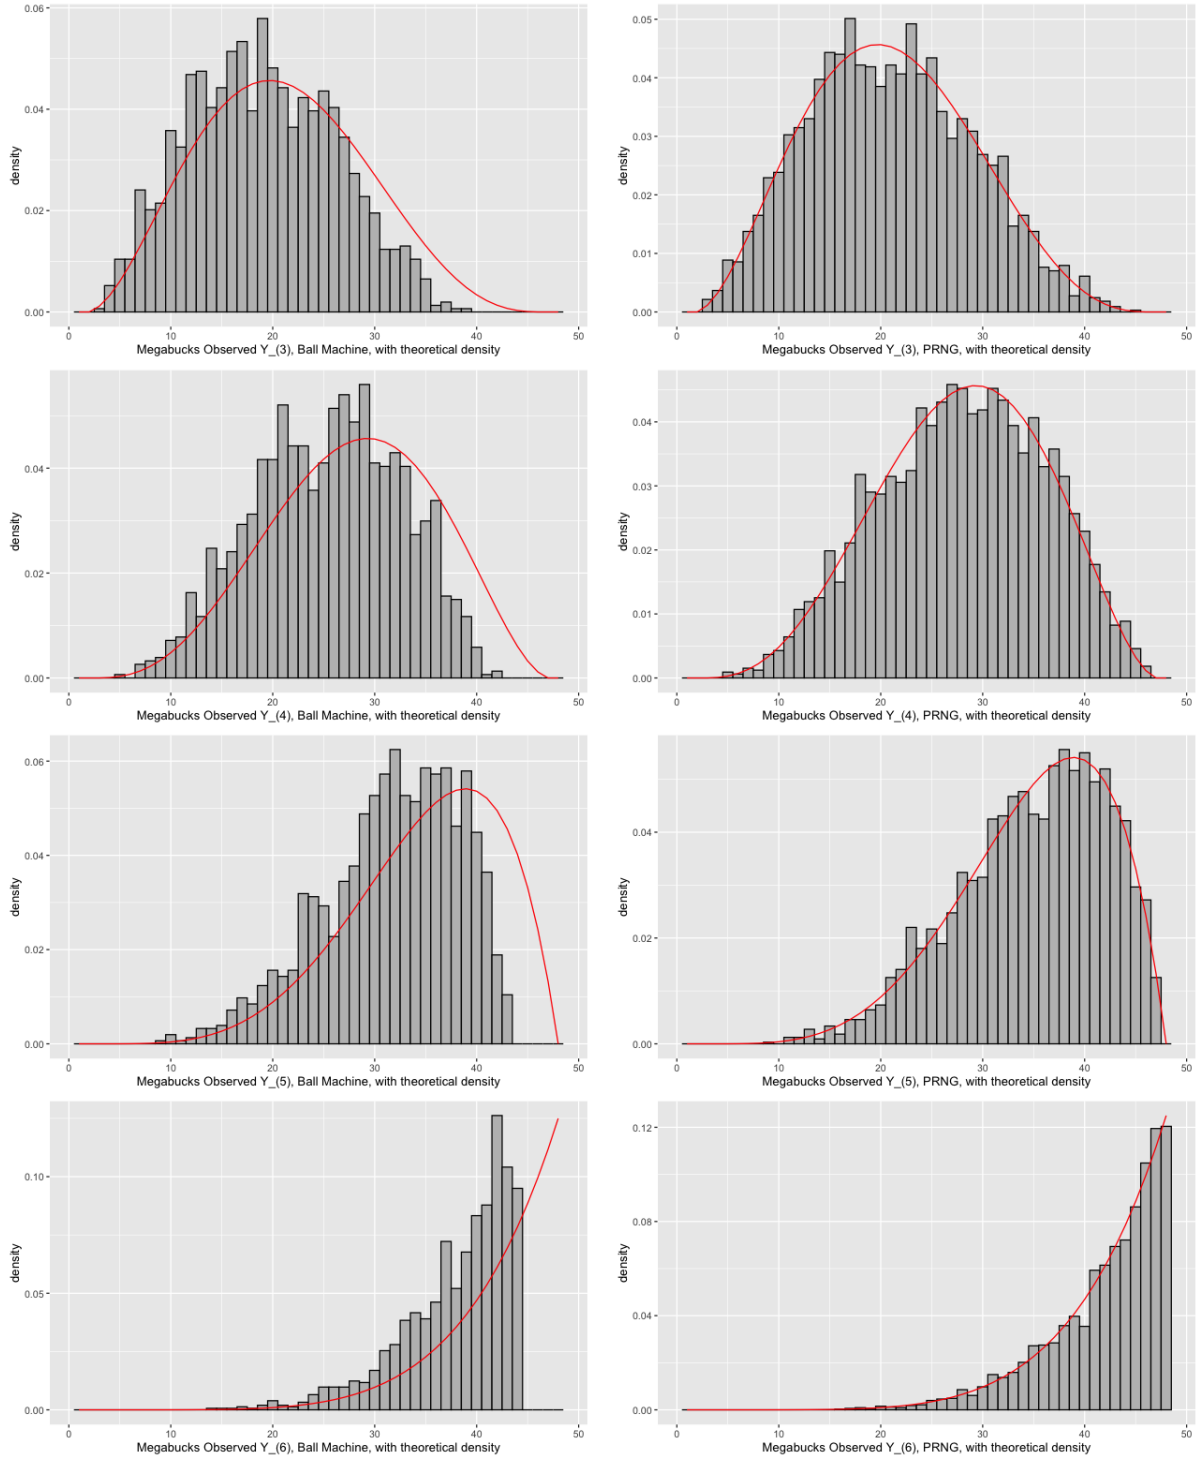 0.06
0.04
0.02
0.00
density
0 10 20 30 40 50
Megabucks Observed Y_(3), Ball Machine, with theoretical density
0.05
0.04
0.03
0.02
0.01
0.00
density
0 10 20 30 40 50
Megabucks Observed Y_(3), PRNG, with theoretical density
0.04
0.02
0.00
density
0 10 20 30 40 50
Megabucks Observed Y_(4), Ball Machine, with theoretical density
0.04
0.03
0.02
0.01
0.00
density
0 10 20 30 40 50
Megabucks Observed Y_(4), PRNG, with theoretical density
0.06
0.04
0.02
0.00
density
0 10 20 30 40 50
Megabucks Observed Y_(5), Ball Machine, with theoretical density
0.04
0.02
0.00
density
0 10 20 30 40 50
Megabucks Observed Y_(5), PRNG, with theoretical density
0.10
0.05
0.00
density
0 10 20 30 40 50
Megabucks Observed Y_(6), Ball Machine, with theoretical density
0.12
0.08
0.04
0.00
density
0 10 20 30 40 50
Megabucks Observed Y_(6), PRNG, with theoretical density